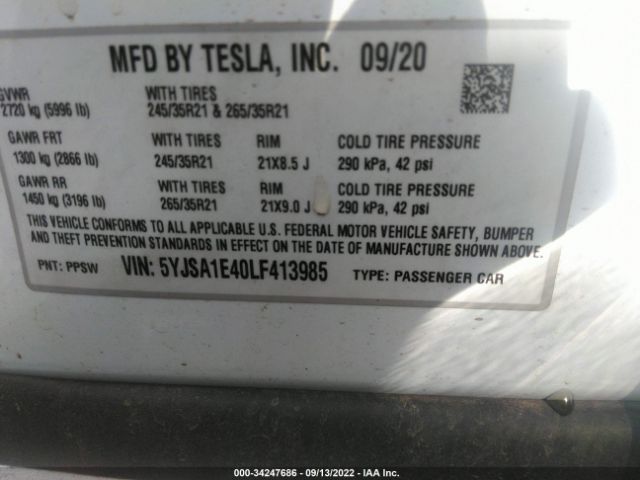 MFD BY TESLA, INC. 09/20
GVWR WITH TIRES
2720 kg (5996 lb) 245/35R21 & 265/35R21
GAWR FRT WITH TIRES RIM COLD TIRE PRESSURE
1300 kg (2866 lb) 245/35R21 21X8.5 J 290 kPa, 42 psi
GAWR RR WITH TIRES RIM COLD TIRE PRESSURE
1450 kg (3196 lb) 265/35R21 21X9.0 J 290 kPa, 42 psi
THIS VEHICLE CONFORMS TO ALL APPLICABLE U.S. FEDERAL MOTOR VEHICLE SAFETY, BUMPER
AND THEFT PREVENTION STANDARDS IN EFFECT ON THE DATE OF MANUFACTURE SHOWN ABOVE.
PNT: PPSW VIN: 5YJSA1E40LF413985 TYPE: PASSENGER CAR
000-34247686 - 09/13/2022 - IAAI.COM